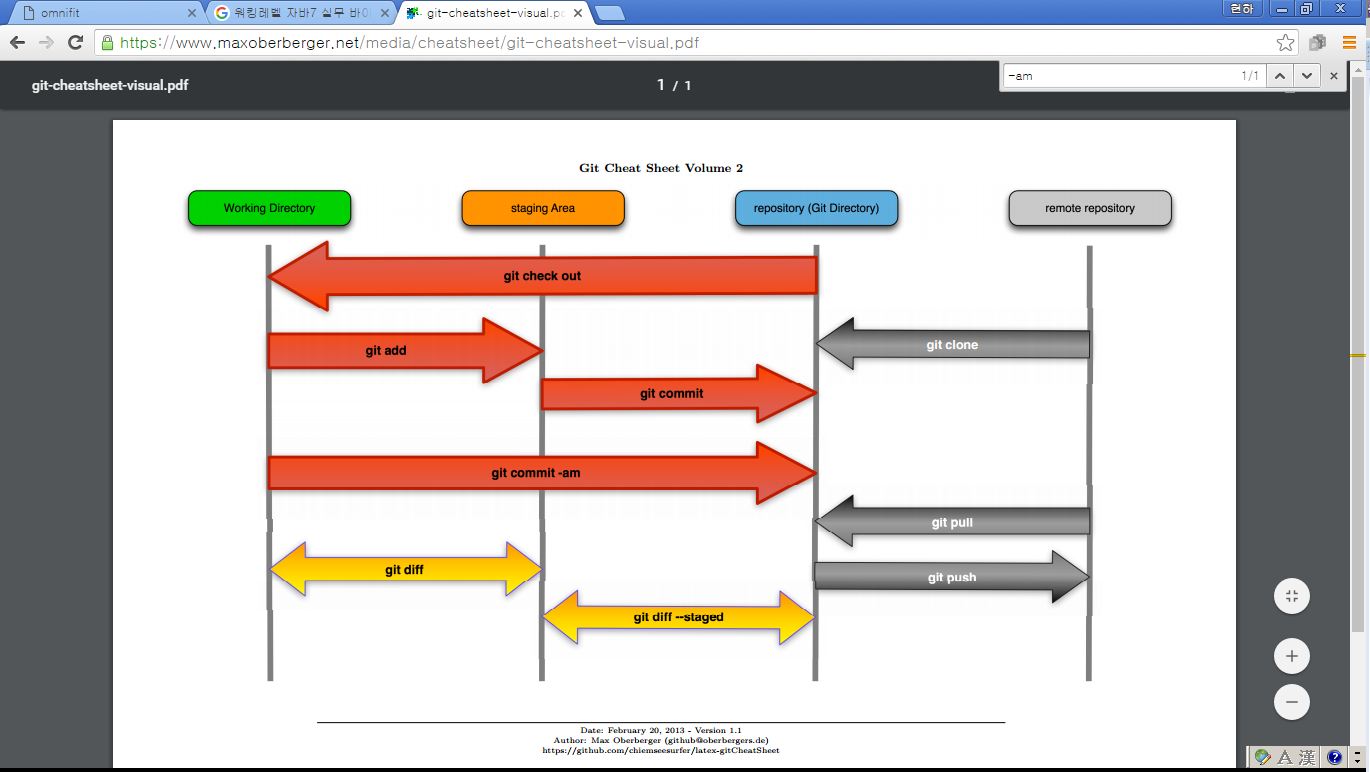 omnifit
워킹레벨 자바7 실무 바이
git-cheatsheet-visual.pd
현하
https://www.maxoberberger.net/media/cheatsheet/git-cheatsheet-visual.pdf
git-cheatsheet-visual.pdf
1 / 1
-am
1/1
Git Cheat Sheet Volume 2
Working Directory
staging Area
repository (Git Directory)
remote repository
git check out
git add
git clone
git commit
git commit -am
git pull
git diff
git push
git diff --staged
Date: February 20, 2013 - Version 1.1
Author: Max Oberberger (github@oberbergers.de)
https://github.com/chiemseesurfer/latex-gitCheatSheet
A 漢